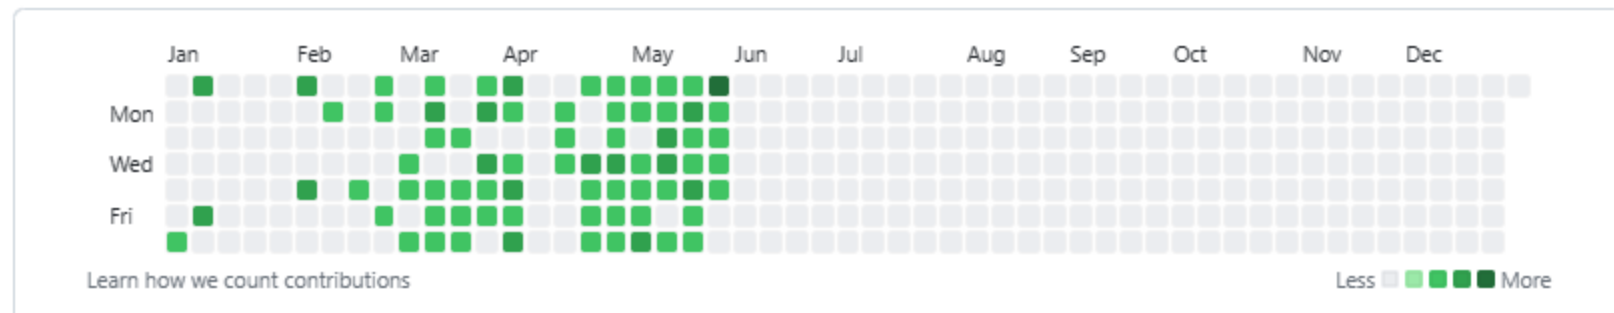 Jan Feb Mar Apr May Jun Jul Aug Sep Oct Nov Dec
Mon
Wed
Fri
Learn how we count contributions
Less More